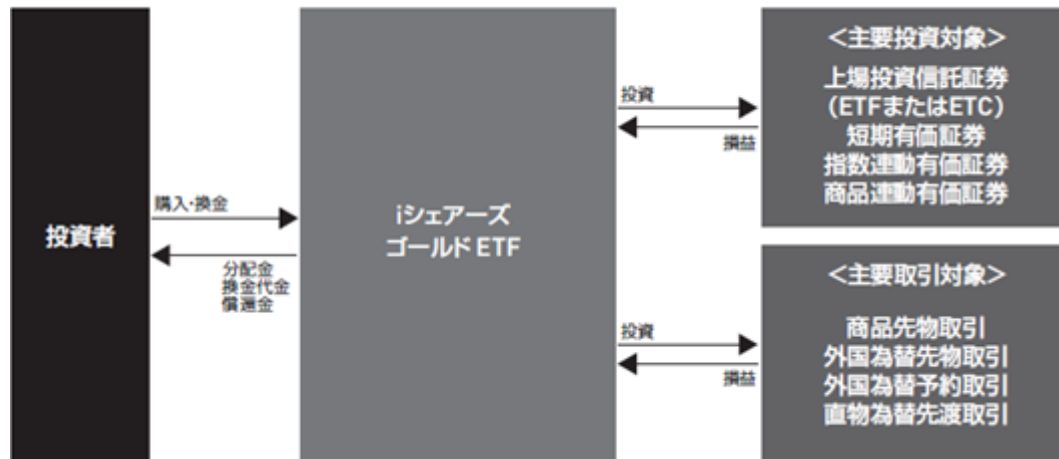 投資者
購入・換金
分配金
換金代金
償還金
iシェアーズ
ゴールド ETF
投資
損益
<主要投資対象>
上場投資信託証券
(ETFまたはETC)
短期有価証券
指数連動有価証券
商品連動有価証券
投資
損益
<主要取引対象>
商品先物取引
外国為替先物取引
外国為替予約取引
直物為替先渡取引